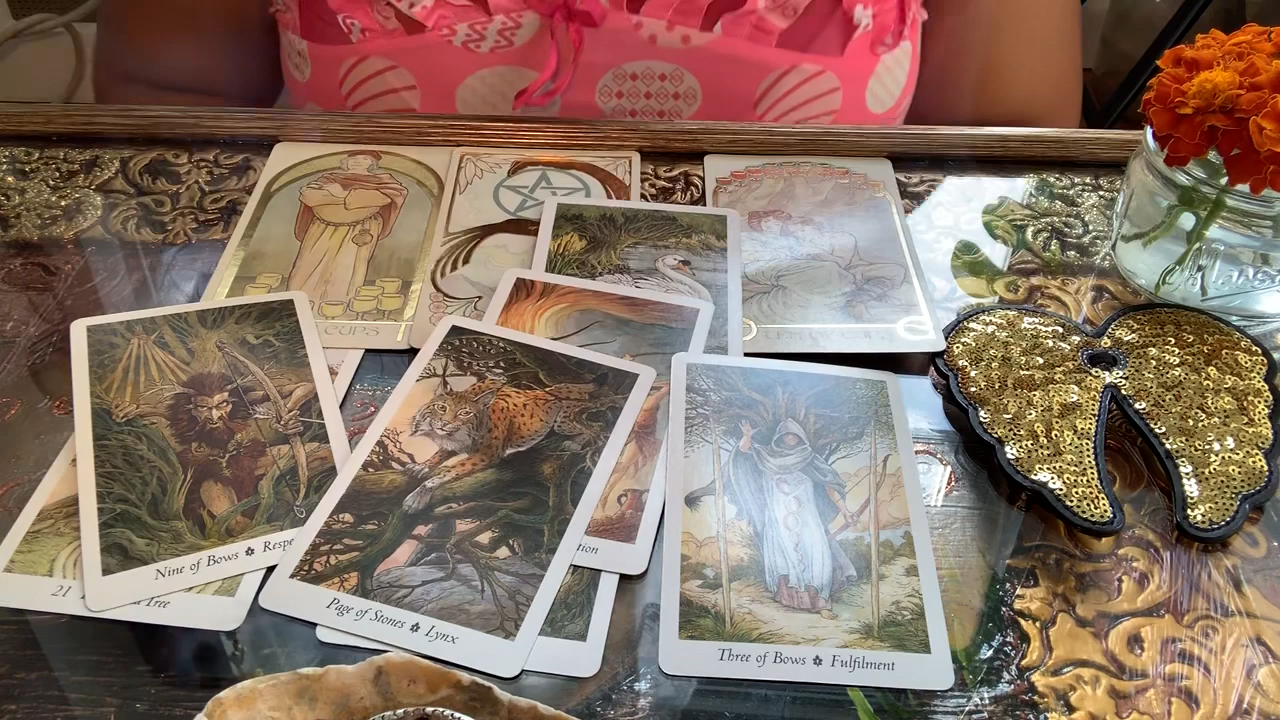 CUPS
Nine of Bows ✽ Respe
21
Tree
Page of Stones ✽ Lynx
tion
Three of Bows ✽ Fulfilment